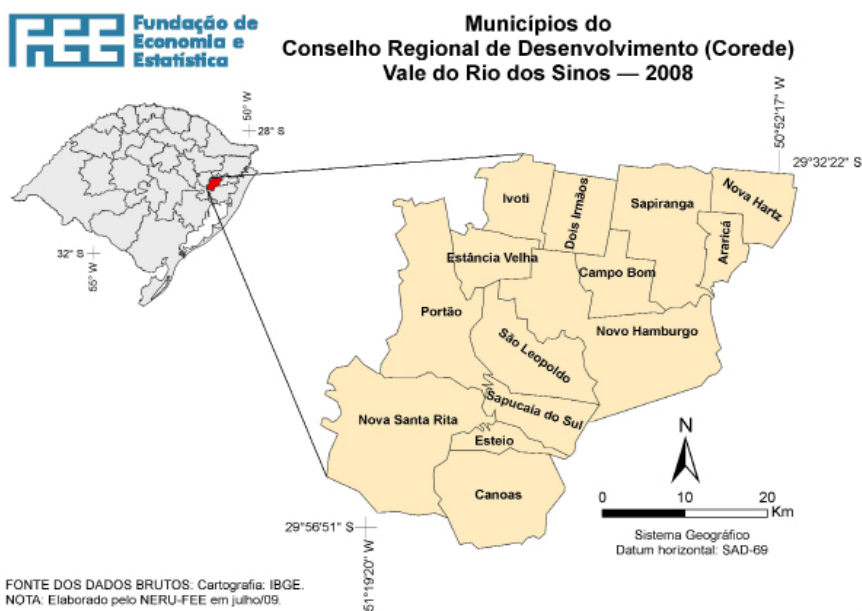 FEE
Fundação de
Economia e
Estatística
Municípios do
Conselho Regional de Desenvolvimento (Corede)
Vale do Rio dos Sinos — 2008
50° W
28° S
32° S
55° W
50°52'17" W
29°32'22" S
Ivoti
Dois Irmãos
Sapiranga
Nova Hartz
Araricá
Estância Velha
Campo Bom
Portão
Novo Hamburgo
São Leopoldo
Sapucaia do Sul
Nova Santa Rita
Esteio
Canoas
N
0 10 20
Km
Sistema Geográfico
Datum horizontal: SAD-69
29°56'51" S
51°19'20" W
FONTE DOS DADOS BRUTOS: Cartografia: IBGE.
NOTA: Elaborado pelo NERU-FEE em julho/09.